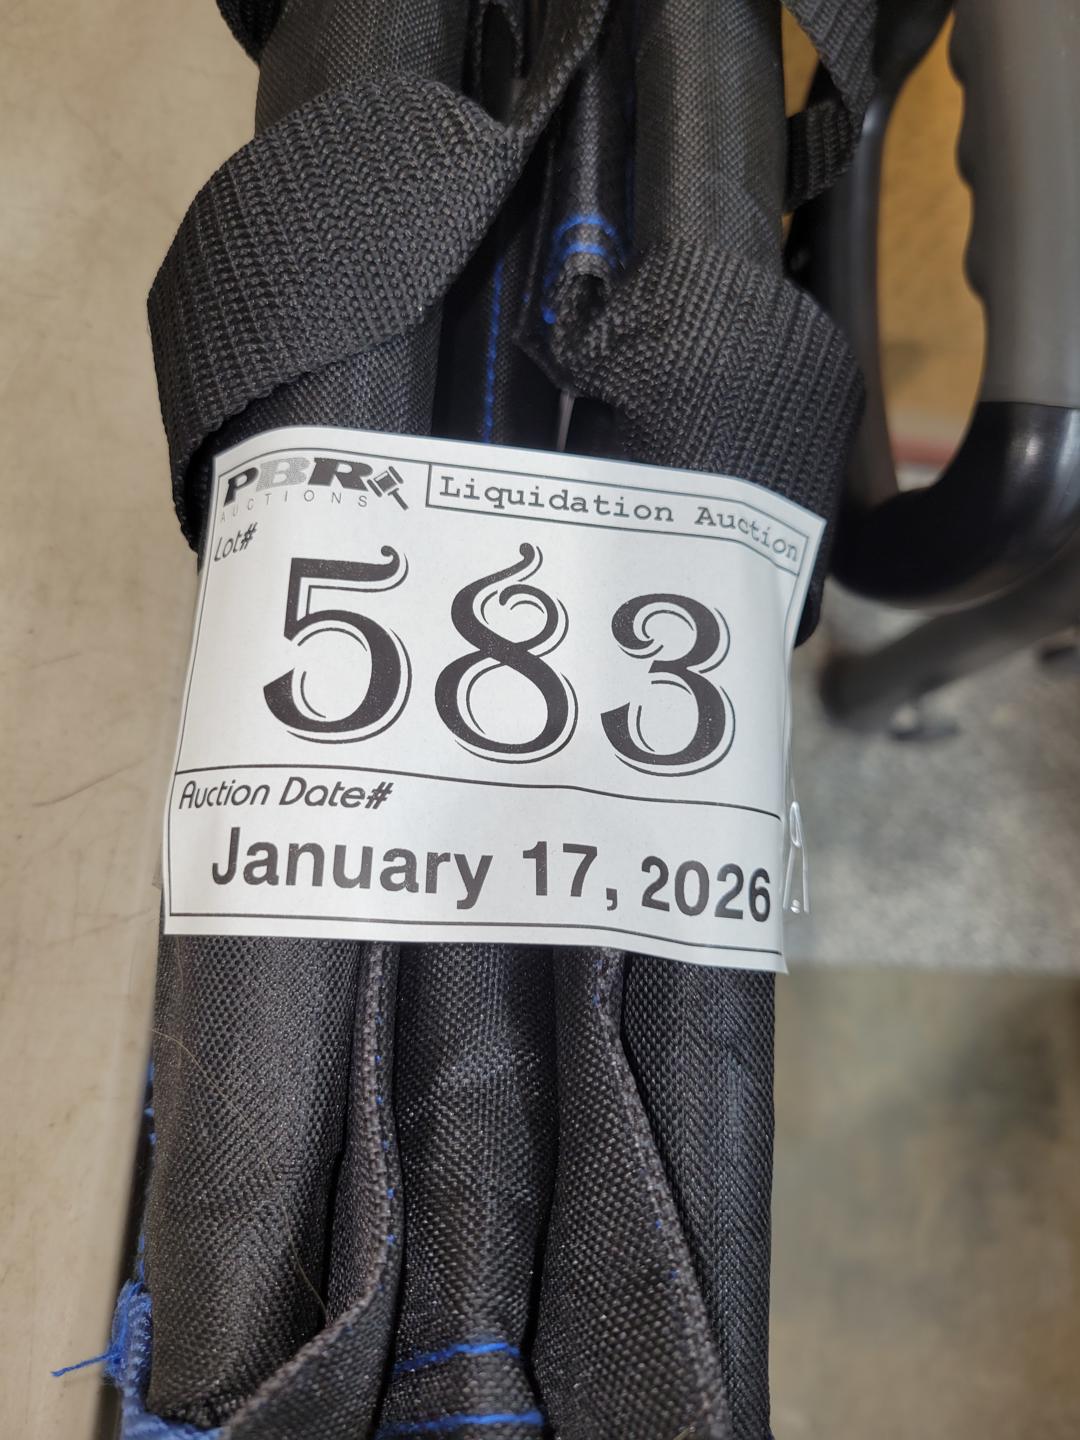 PBR
AUCTIONS
Liquidation Auction
Lot#
583
Auction Date#
January 17, 2026